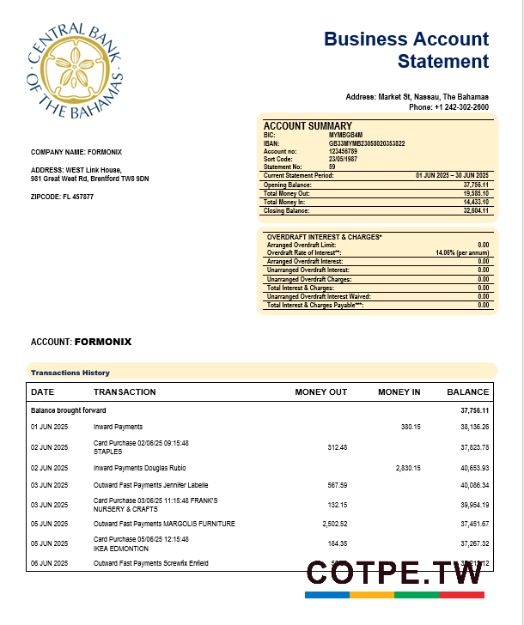 CENTRAL BANK
OF THE BAHAMAS
Business Account
Statement
Address: Market St, Nassau, The Bahamas
Phone: +1 242-302-2600
ACCOUNT SUMMARY
BIC: MYMBGB4M
IBAN: GB33MYMB23058020353822
Account no: 123456789
Sort Code: 23/05/1987
Statement No: 59
Current Statement Period: 01 JUN 2025 – 30 JUN 2025
Opening Balance: 37,756.11
Total Money Out: 19,585.10
Total Money In: 14,433.10
Closing Balance: 32,604.11
COMPANY NAME: FORMONIX
ADDRESS: WEST Link House,
981 Great West Rd, Brentford TW8 9DN
ZIPCODE: FL 457877
OVERDRAFT INTEREST & CHARGES*
Arranged Overdraft Limit: 0.00
Overdraft Rate of Interest**: 14.05% (per annum)
Arranged Overdraft Interest: 0.00
Unarranged Overdraft Interest: 0.00
Unarranged Overdraft Charges: 0.00
Total Interest & Charges: 0.00
Unarranged Overdraft Interest Waived: 0.00
Total Interest & Charges Payable***: 0.00
ACCOUNT: FORMONIX
Transactions History
DATE TRANSACTION MONEY OUT MONEY IN BALANCE
Balance brought forward 37,756.11
01 JUN 2025 Inward Payments 380.15 38,136.26
02 JUN 2025 Card Purchase 02/06/25 09:15:48 312.48 37,823.78
STAPLES
02 JUN 2025 Inward Payments Douglas Rubio 2,830.15 40,653.93
03 JUN 2025 Outward Fast Payments Jennifer Labelle 567.59 40,086.34
03 JUN 2025 Card Purchase 03/06/25 11:15:48 FRANK'S 132.15 39,954.19
NURSERY & CRAFTS
05 JUN 2025 Outward Fast Payments MARGOLIS FURNITURE 2,502.52 37,451.67
05 JUN 2025 Card Purchase 05/06/25 12:15:48 184.35 37,267.32
IKEA EDMONTION
06 JUN 2025 Outward Fast Payments Screwfix Enfield
COTPE.TW